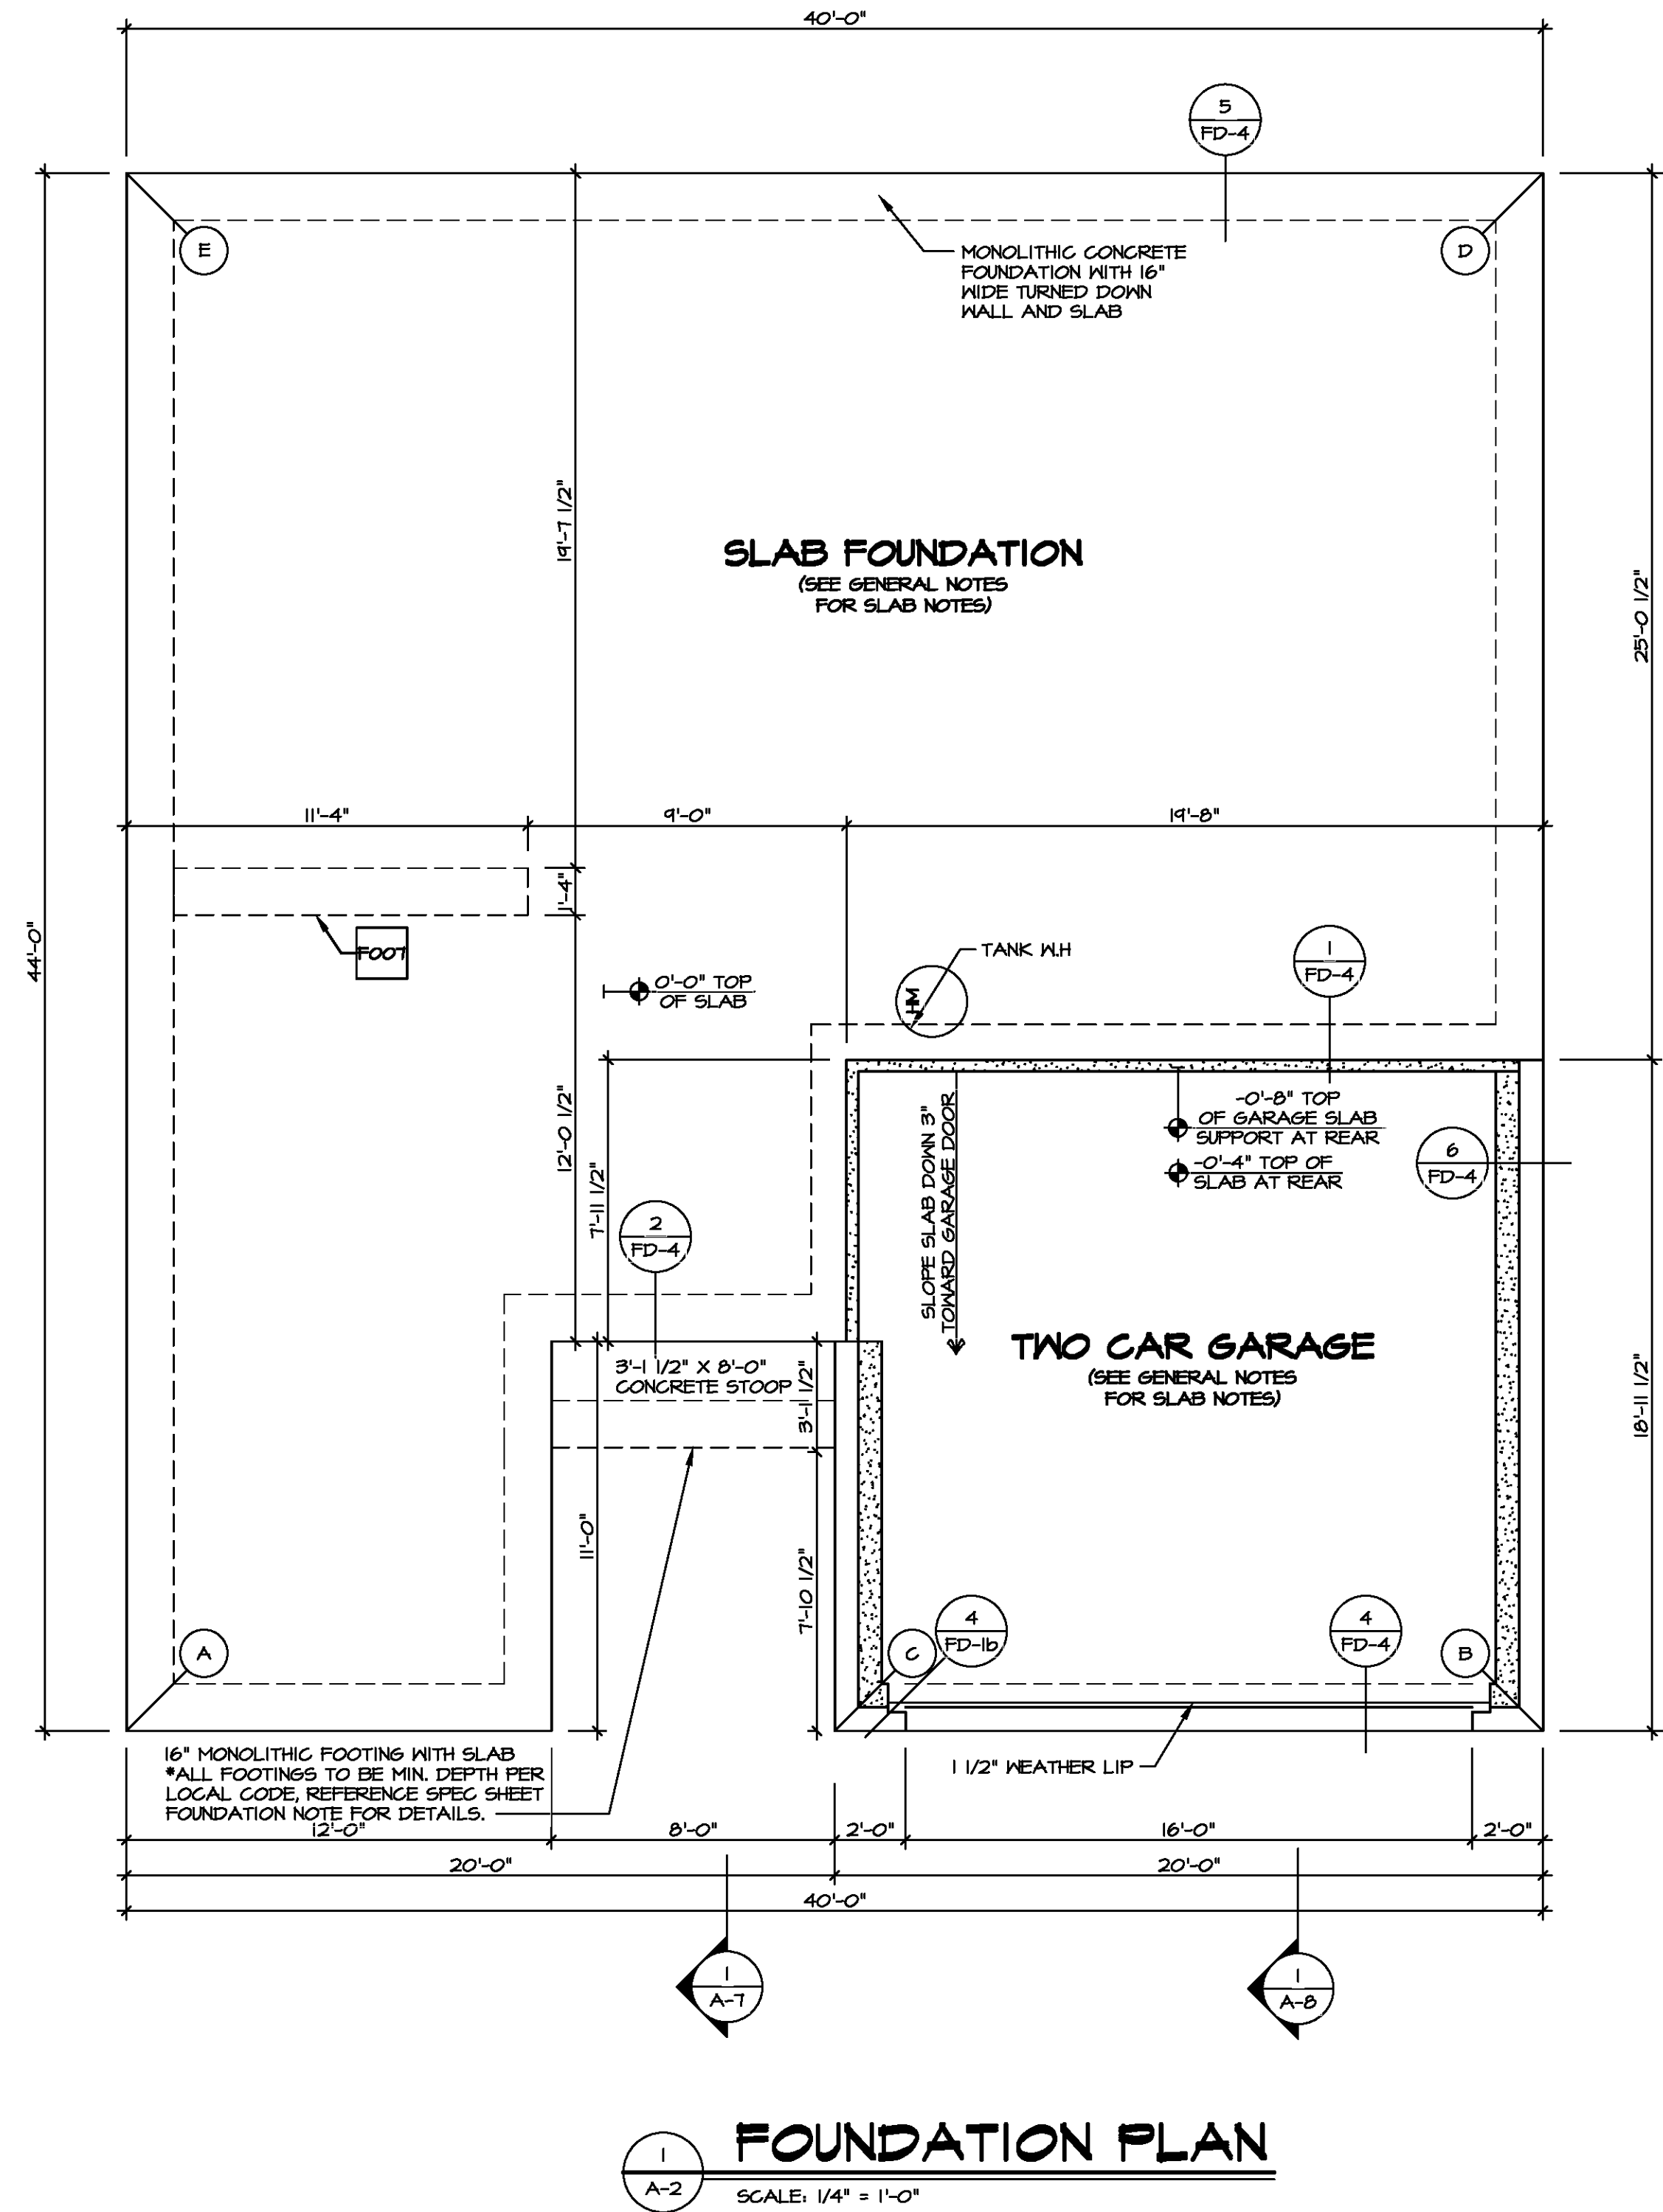 40'-0"
5
FD-4
E
D
MONOLITHIC CONCRETE
FOUNDATION WITH 16"
WIDE TURNED DOWN
WALL AND SLAB
19'-7 1/2"
SLAB FOUNDATION
(SEE GENERAL NOTES
FOR SLAB NOTES)
25'-0 1/2"
11'-4"
9'-0"
19'-8"
1'-4"
44'-0"
F007
TANK W.H
1
FD-4
0'-0" TOP
OF SLAB
HM
12'-0 1/2"
7'-11 1/2"
SLOPE SLAB DOWN 3"
TOWARD GARAGE DOOR
-0'-8" TOP
OF GARAGE SLAB
SUPPORT AT REAR
-0'-4" TOP OF
SLAB AT REAR
6
FD-4
2
FD-4
TWO CAR GARAGE
(SEE GENERAL NOTES
FOR SLAB NOTES)
3'-1 1/2" X 8'-0"
CONCRETE STOOP
3'-1 1/2"
18'-11 1/2"
11'-0"
7'-10 1/2"
A
C
4
FD-1b
4
FD-4
B
16" MONOLITHIC FOOTING WITH SLAB
*ALL FOOTINGS TO BE MIN. DEPTH PER
LOCAL CODE, REFERENCE SPEC SHEET
FOUNDATION NOTE FOR DETAILS.
1 1/2" WEATHER LIP
12'-0"
8'-0"
2'-0"
16'-0"
2'-0"
20'-0"
20'-0"
40'-0"
1
A-7
1
A-8
1
A-2
FOUNDATION PLAN
SCALE: 1/4" = 1'-0"